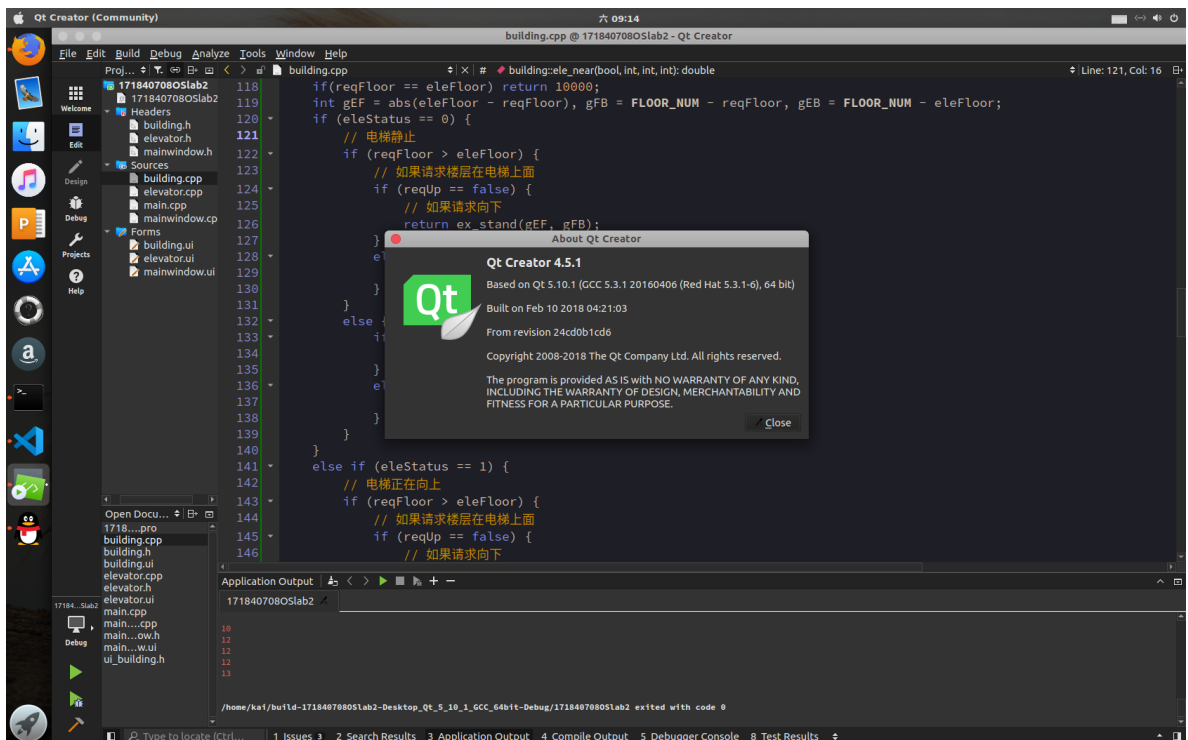 Qt Creator (Community)
六 09:14
building.cpp @ 171840708OSlab2 - Qt Creator
File Edit Build Debug Analyze Tools Window Help
Proj...
building.cpp
# building::ele_near(bool, int, int, int): double
Line: 121, Col: 16
Welcome
Edit
Design
Debug
Projects
Help
171840708OSlab2
171840708OSlab2
Headers
building.h
elevator.h
mainwindow.h
Sources
building.cpp
elevator.cpp
main.cpp
mainwindow.cp
Forms
building.ui
elevator.ui
mainwindow.ui
118 if(reqFloor == eleFloor) return 10000;
119 int gEF = abs(eleFloor - reqFloor), gFB = FLOOR_NUM - reqFloor, gEB = FLOOR_NUM - eleFloor;
120 if (eleStatus == 0) {
121 // 电梯静止
122 if (reqFloor > eleFloor) {
123 // 如果请求楼层在电梯上面
124 if (reqUp == false) {
125 // 如果请求向下
126 return ex_stand(gEF, gFB);
127 }
128 el
129
130 }
131 }
132 else {
133 if
134
135 }
136 el
137
138 }
139 }
140 }
141 else if (eleStatus == 1) {
142 // 电梯正在向上
143 if (reqFloor > eleFloor) {
144 // 如果请求楼层在电梯上面
145 if (reqUp == false) {
146 // 如果请求向下
About Qt Creator
Qt
Qt Creator 4.5.1
Based on Qt 5.10.1 (GCC 5.3.1 20160406 (Red Hat 5.3.1-6), 64 bit)
Built on Feb 10 2018 04:21:03
From revision 24cd0b1cd6
Copyright 2008-2018 The Qt Company Ltd. All rights reserved.
The program is provided AS IS with NO WARRANTY OF ANY KIND,
INCLUDING THE WARRANTY OF DESIGN, MERCHANTABILITY AND
FITNESS FOR A PARTICULAR PURPOSE.
Close
Open Docu...
1718....pro
building.cpp
building.h
building.ui
elevator.cpp
elevator.h
elevator.ui
main.cpp
main....cpp
main...ow.h
main...w.ui
ui_building.h
17184...Slab2
Debug
Application Output
171840708OSlab2
10
12
12
12
13
/home/kai/build-171840708OSlab2-Desktop_Qt_5_10_1_GCC_64bit-Debug/171840708OSlab2 exited with code 0
Type to locate (Ctrl...
1 Issues 3 2 Search Results 3 Application Output 4 Compile Output 5 Debugger Console 8 Test Results